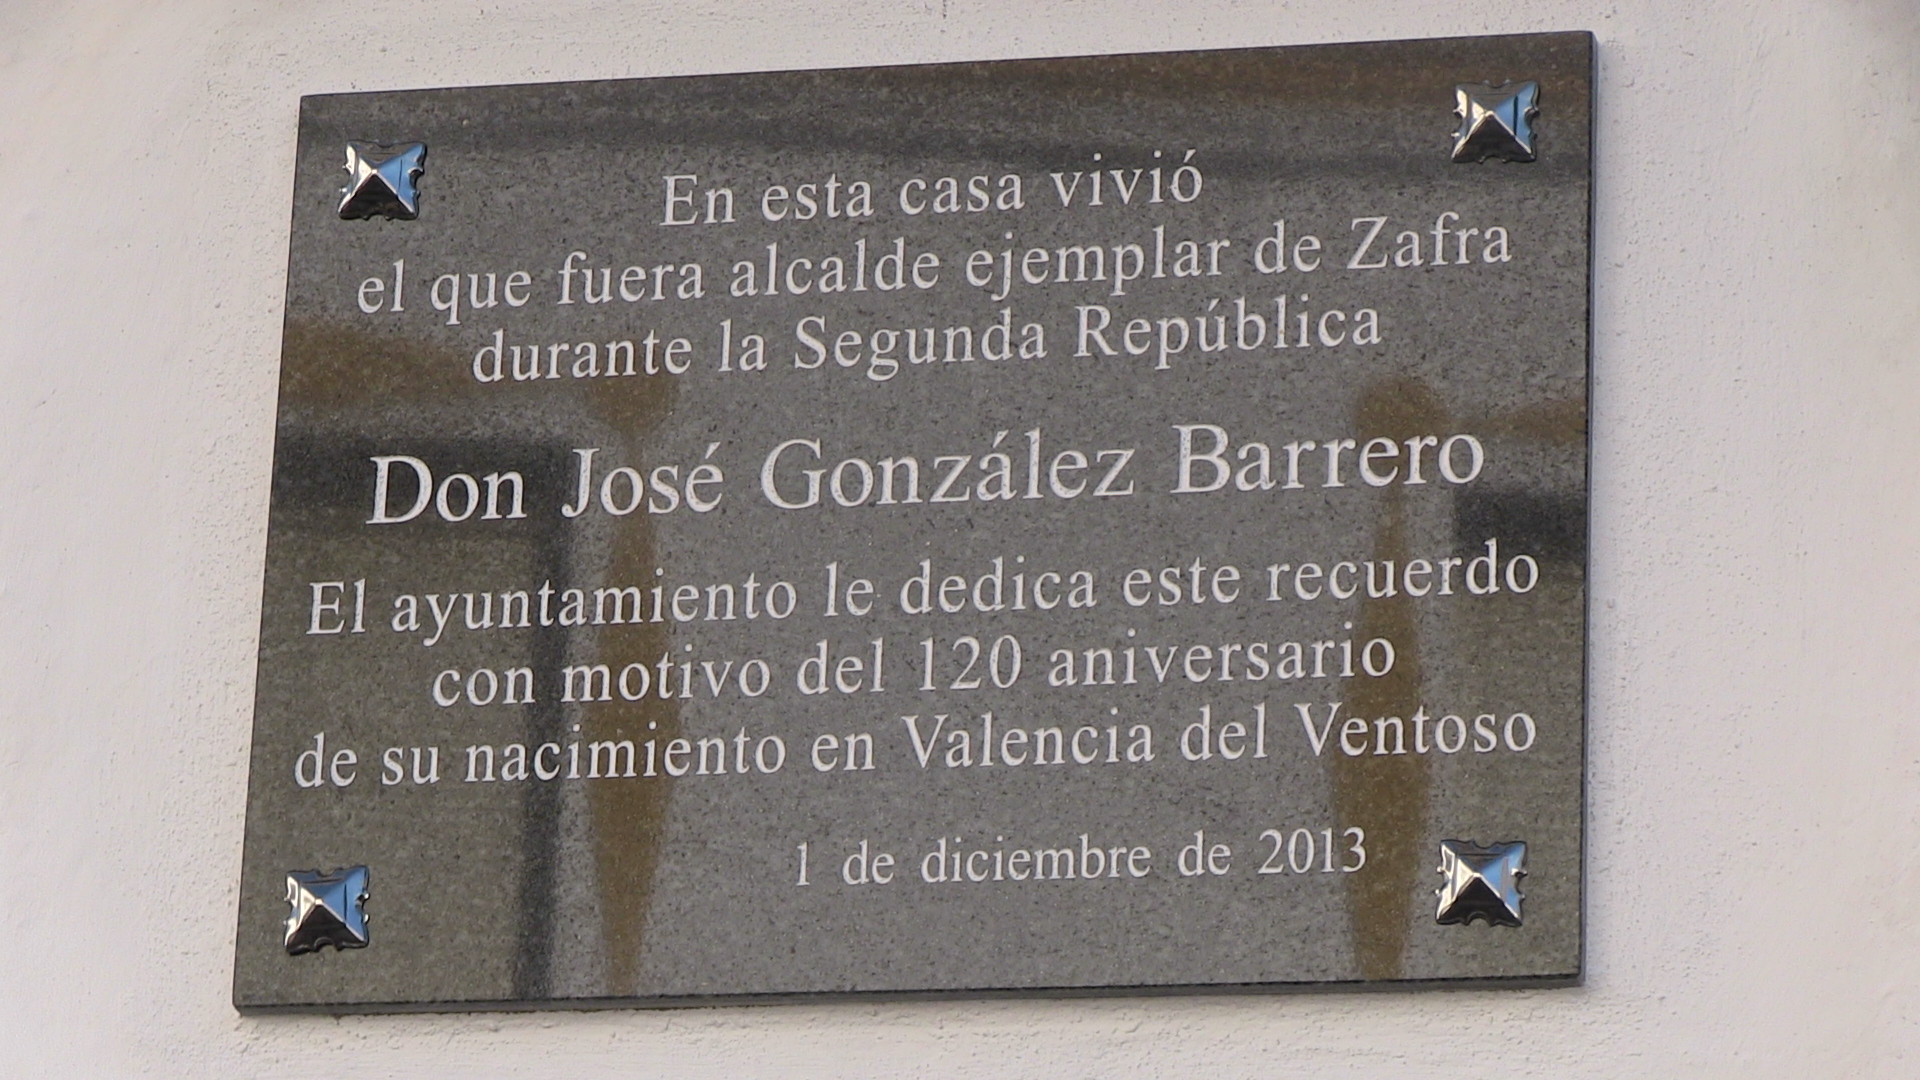 En esta casa vivió
el que fuera alcalde ejemplar de Zafra
durante la Segunda República
Don José González Barrero
El ayuntamiento le dedica este recuerdo
con motivo del 120 aniversario
de su nacimiento en Valencia del Ventoso
1 de diciembre de 2013